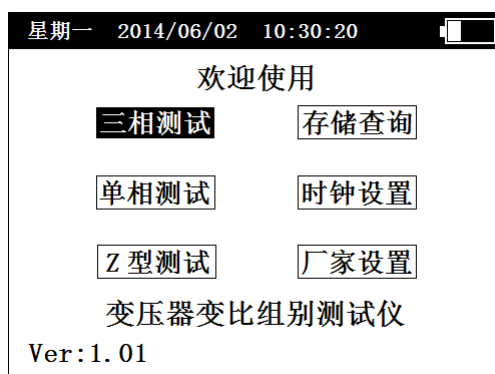 星期一 2014/06/02 10:30:20
欢迎使用
三相测试 存储查询
单相测试 时钟设置
Z型测试 厂家设置
变压器变比组别测试仪
Ver:1.01